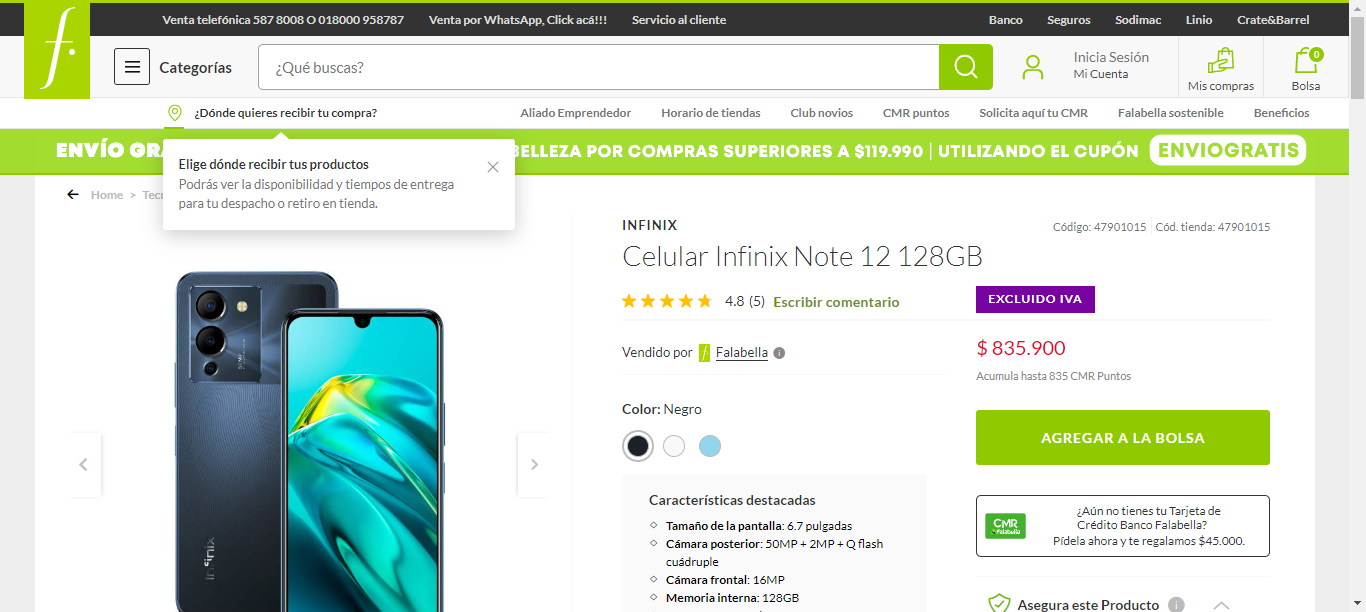 Venta telefónica 587 8008 O 018000 958787
Venta por WhatsApp, Click acá!!!
Servicio al cliente
Banco
Seguros
Sodimac
Linio
Crate&Barrel
f.
Categorías
¿Qué buscas?
Inicia Sesión
Mi Cuenta
Mis compras
0
Bolsa
¿Dónde quieres recibir tu compra?
Aliado Emprendedor
Horario de tiendas
Club novios
CMR puntos
Solicita aquí tu CMR
Falabella sostenible
Beneficios
ENVÍO GRA
BELLEZA POR COMPRAS SUPERIORES A $119.990 | UTILIZANDO EL CUPÓN
ENVIOGRATIS
Elige dónde recibir tus productos
Podrás ver la disponibilidad y tiempos de entrega
para tu despacho o retiro en tienda.
Home > Tec
INFINIX
Código: 47901015
Cód. tienda: 47901015
Celular Infinix Note 12 128GB
4.8 (5)
Escribir comentario
EXCLUIDO IVA
Vendido por
Falabella
$ 835.900
Acumula hasta 835 CMR Puntos
Color: Negro
AGREGAR A LA BOLSA
Características destacadas
Tamaño de la pantalla: 6.7 pulgadas
Cámara posterior: 50MP + 2MP + Q flash
cuádruple
Cámara frontal: 16MP
Memoria interna: 128GB
CMR
Falabella
¿Aún no tienes tu Tarjeta de
Crédito Banco Falabella?
Pídela ahora y te regalamos $45.000.
Asegura este Producto
Infinix